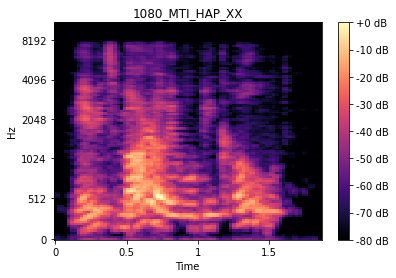 1080_MTI_HAP_XX
8192
4096
2048
1024
512
0
Hz
0
0.5
1
1.5
Time
+0 dB
-10 dB
-20 dB
-30 dB
-40 dB
-50 dB
-60 dB
-70 dB
-80 dB